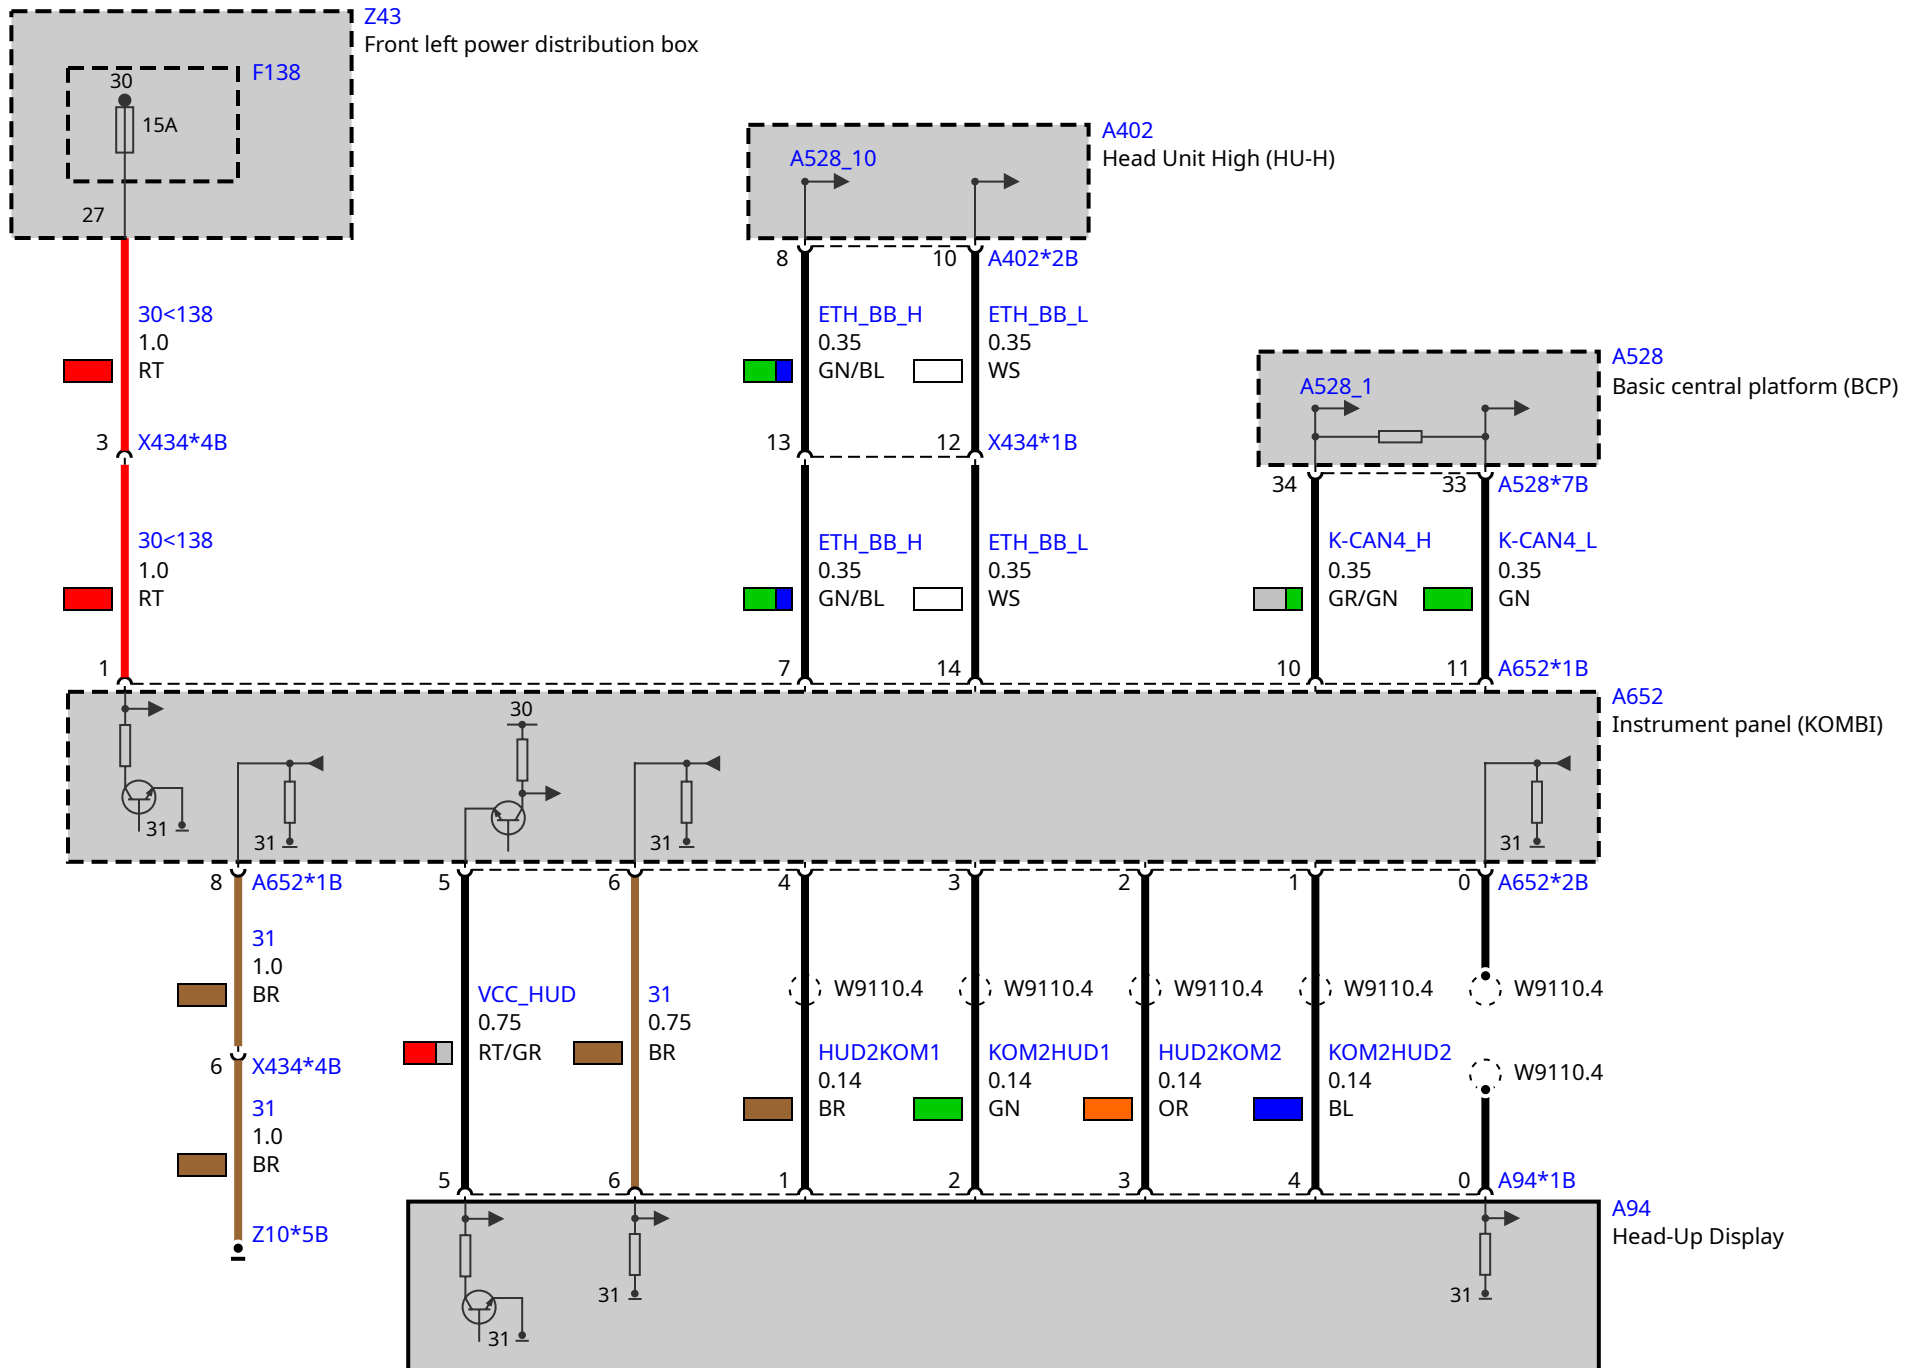 Z43
Front left power distribution box
F138
30
15A
27
A402
Head Unit High (HU-H)
A528_10
8
10
A402*2B
30<138
1.0
RT
ETH_BB_H
0.35
GN/BL
ETH_BB_L
0.35
WS
A528
Basic central platform (BCP)
A528_1
3
X434*4B
13
12
X434*1B
34
33
A528*7B
30<138
1.0
RT
ETH_BB_H
0.35
GN/BL
ETH_BB_L
0.35
WS
K-CAN4_H
0.35
GR/GN
K-CAN4_L
0.35
GN
1
7
14
10
11
A652*1B
A652
Instrument panel (KOMBI)
30
31
31
31
31
8
A652*1B
5
6
4
3
2
1
0
A652*2B
31
1.0
BR
W9110.4
W9110.4
W9110.4
W9110.4
W9110.4
VCC_HUD
0.75
RT/GR
31
0.75
BR
HUD2KOM1
0.14
BR
KOM2HUD1
0.14
GN
HUD2KOM2
0.14
OR
KOM2HUD2
0.14
BL
W9110.4
6
X434*4B
31
1.0
BR
5
6
1
2
3
4
0
A94*1B
A94
Head-Up Display
Z10*5B
31
31
31